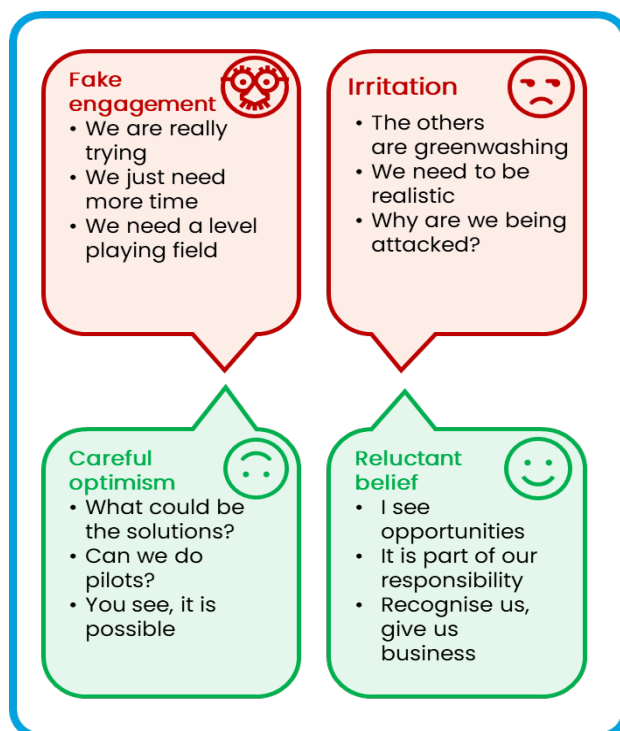 Fake
engagement
• We are really
trying
• We just need
more time
• We need a level
playing field
Irritation
• The others
are greenwashing
• We need to be
realistic
• Why are we being
attacked?
Careful
optimism
• What could be
the solutions?
• Can we do
pilots?
• You see, it is
possible
Reluctant
belief
• I see
opportunities
• It is part of our
responsibility
• Recognise us,
give us
business